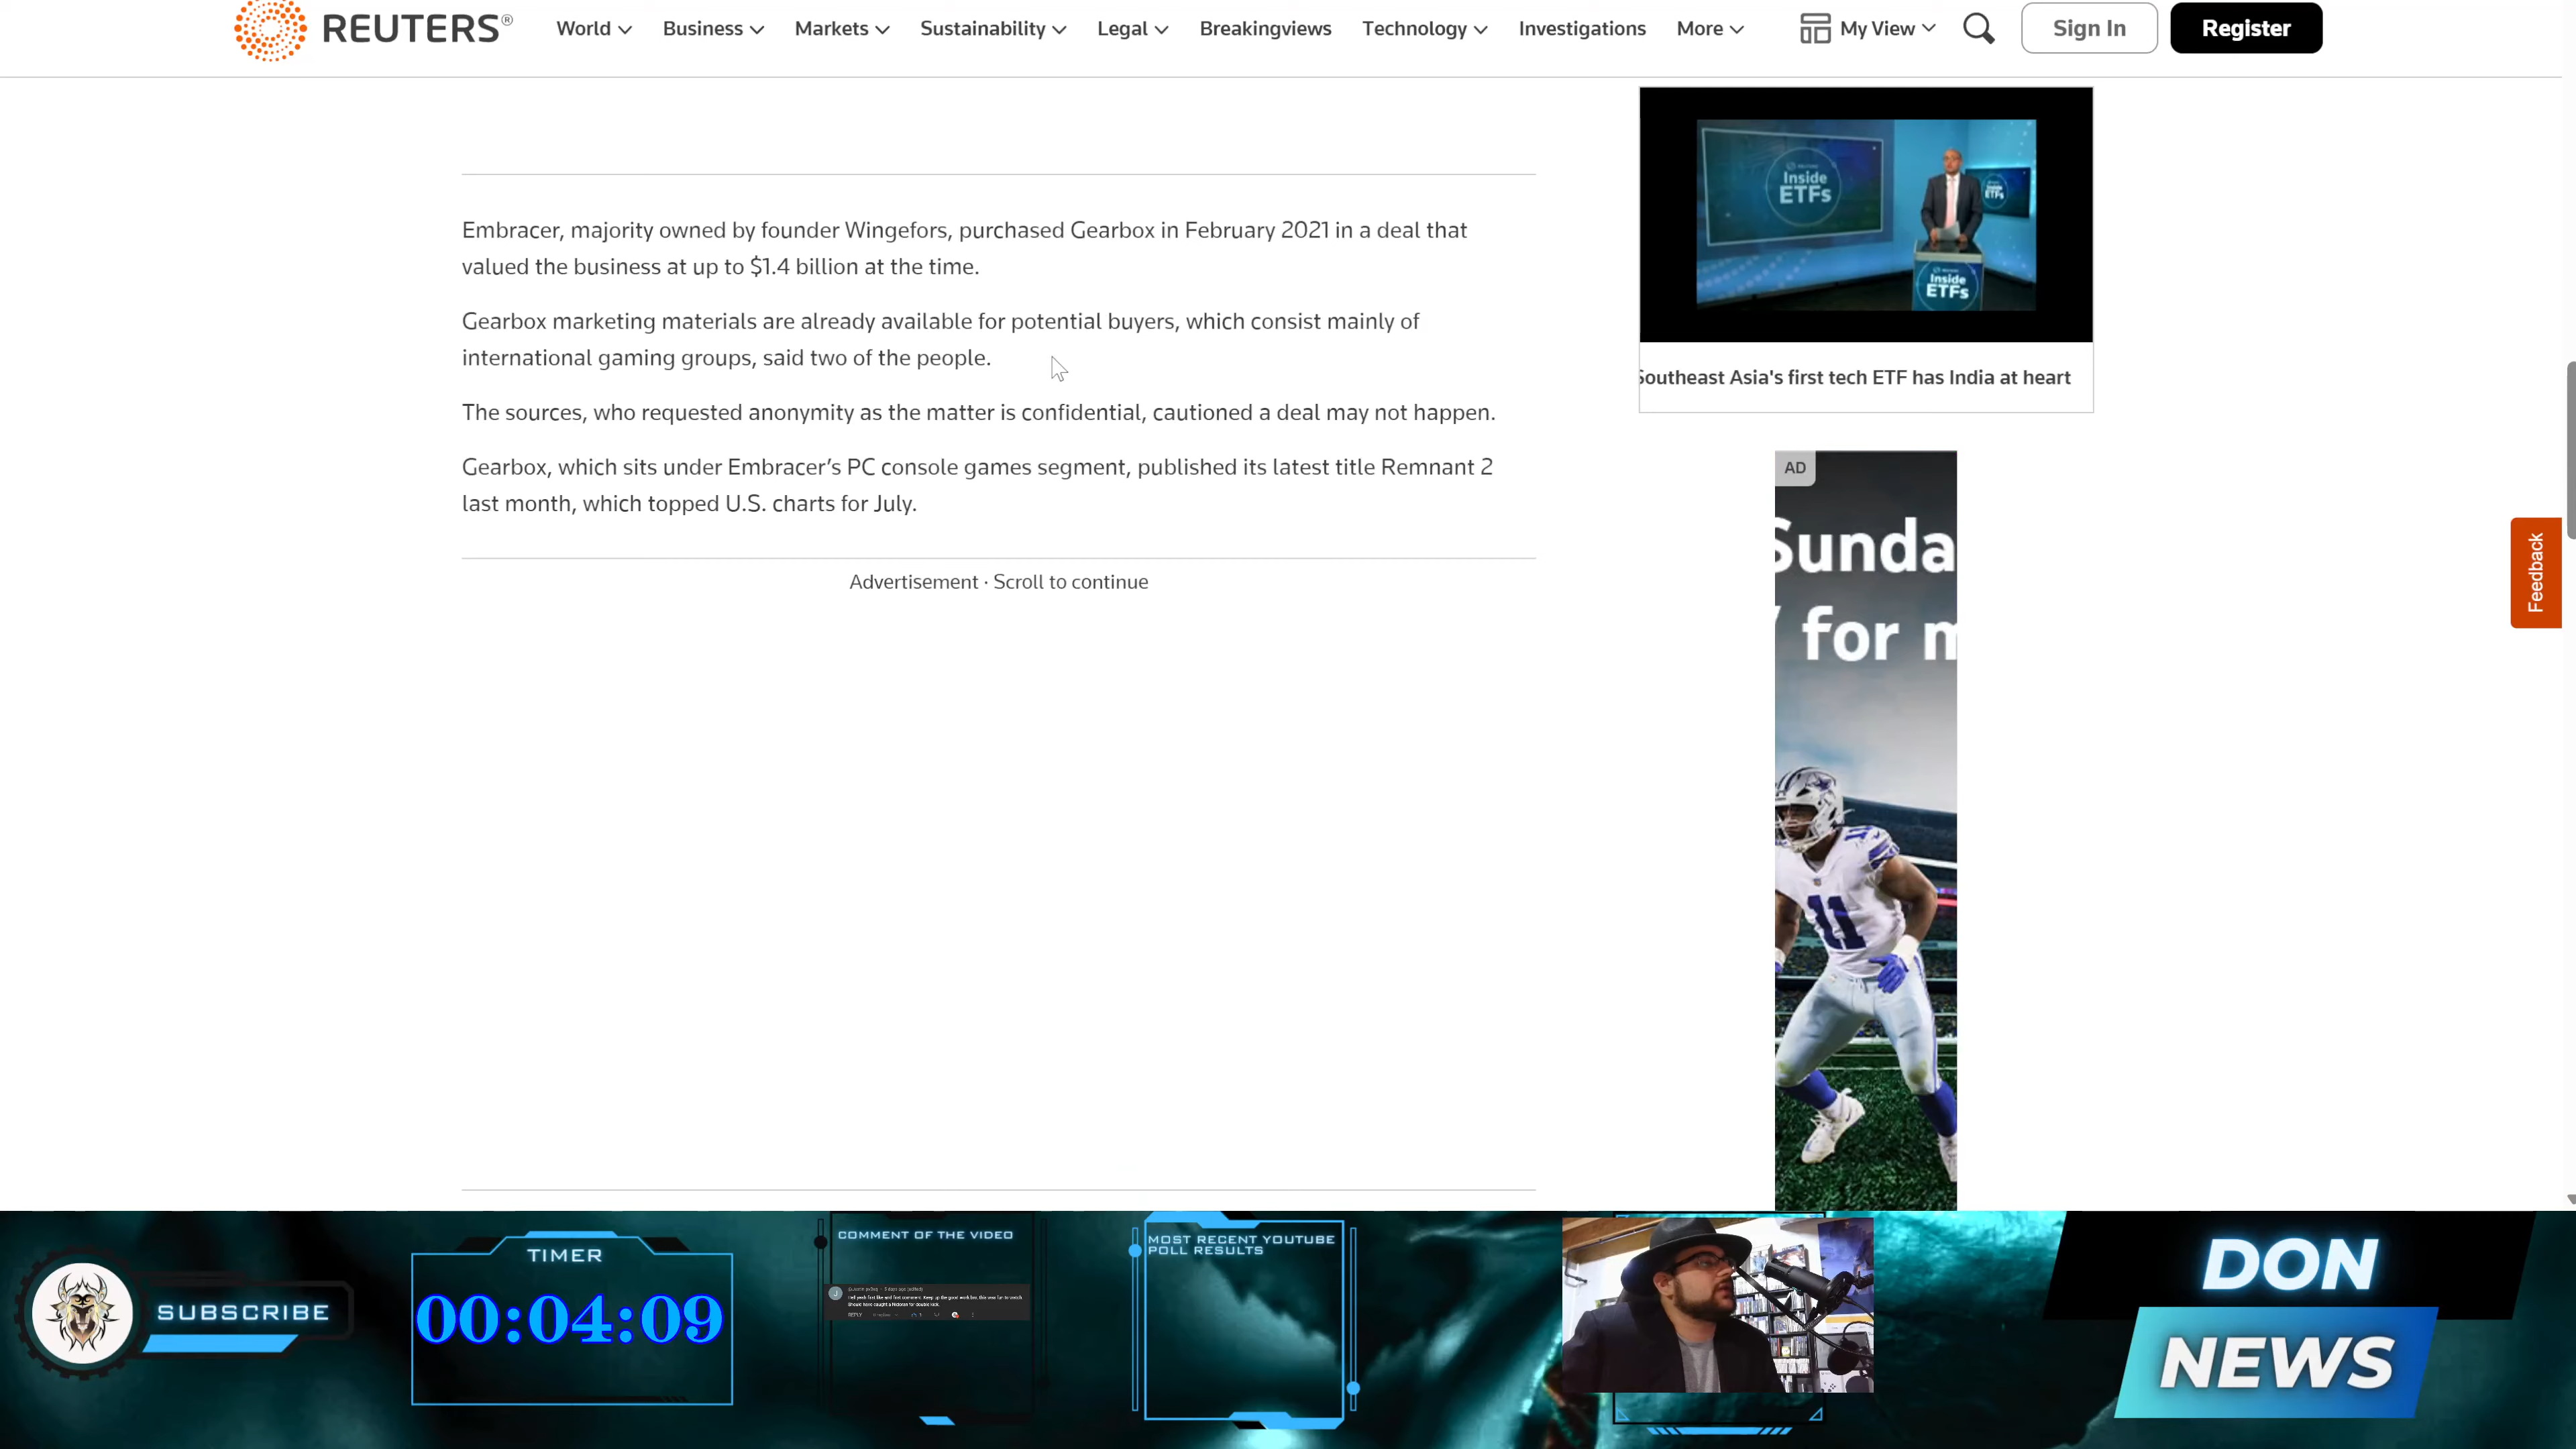 REUTERS®
World
Business
Markets
Sustainability
Legal
Breakingviews
Technology
Investigations
More
My View
Sign In
Register
Embracer, majority owned by founder Wingefors, purchased Gearbox in February 2021 in a deal that
valued the business at up to $1.4 billion at the time.
Gearbox marketing materials are already available for potential buyers, which consist mainly of
international gaming groups, said two of the people.
The sources, who requested anonymity as the matter is confidential, cautioned a deal may not happen.
Gearbox, which sits under Embracer’s PC console games segment, published its latest title Remnant 2
last month, which topped U.S. charts for July.
Advertisement · Scroll to continue
Inside
ETFs
Inside
ETFs
Inside
ETFs
Southeast Asia's first tech ETF has India at heart
AD
Sunda
for m
11
Feedback
SUBSCRIBE
TIMER
00:04:09
COMMENT OF THE VIDEO
REPLY
MOST RECENT YOUTUBE
POLL RESULTS
DON
NEWS